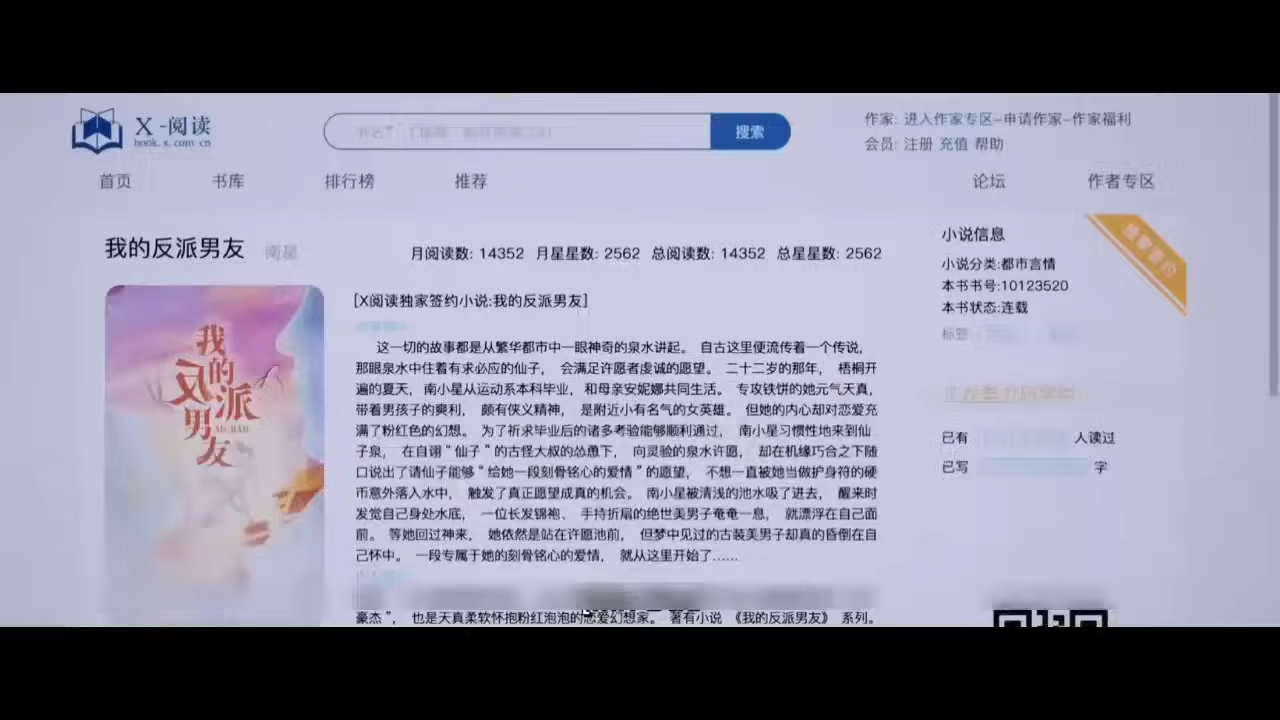 X-阅读
book.x.com.cn
搜索
作家: 进入作家专区-申请作家-作家福利
会员: 注册 充值 帮助
首页 书库 排行榜 推荐 论坛 作者专区
我的反派男友 南星
月阅读数: 14352 月星星数: 2562 总阅读数: 14352 总星星数: 2562
[X阅读独家签约小说:我的反派男友]
这一切的故事都是从繁华都市中一眼神奇的泉水讲起。 自古这里便流传着一个传说,
那眼泉水中住着有求必应的仙子, 会满足许愿者虔诚的愿望。 二十二岁的那年, 梧桐开
遍的夏天, 南小星从运动系本科毕业, 和母亲安妮娜共同生活。 专攻铁饼的她元气天真,
带着男孩子的爽利, 颇有侠义精神, 是附近小有名气的女英雄。 但她的内心却对恋爱充
满了粉红色的幻想。 为了祈求毕业后的诸多考验能够顺利通过, 南小星习惯性地来到仙
子泉, 在自诩“仙子”的古怪大叔的怂恿下, 向灵验的泉水许愿, 却在机缘巧合之下随
口说出了请仙子能够“给她一段刻骨铭心的爱情”的愿望, 不想一直被她当做护身符的硬
币意外落入水中, 触发了真正愿望成真的机会。 南小星被清浅的池水吸了进去, 醒来时
发觉自己身处水底, 一位长发锦袍、 手持折扇的绝世美男子奄奄一息, 就漂浮在自己面
前。 等她回过神来, 她依然是站在许愿池前, 但梦中见过的古装美男子却真的昏倒在自
己怀中。 一段专属于她的刻骨铭心的爱情, 就从这里开始了……
豪杰”, 也是天真柔软怀抱粉红泡泡的恋爱幻想家。 著有小说 《我的反派男友》 系列。
我的反派男友
Mr.BAD
小说信息
小说分类:都市言情
本书书号:10123520
本书状态:连载
标签:
已有 人读过
已写 字